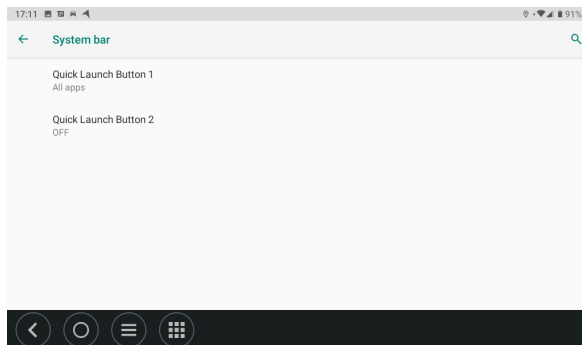 17:11
91%
System bar
Quick Launch Button 1
All apps
Quick Launch Button 2
OFF